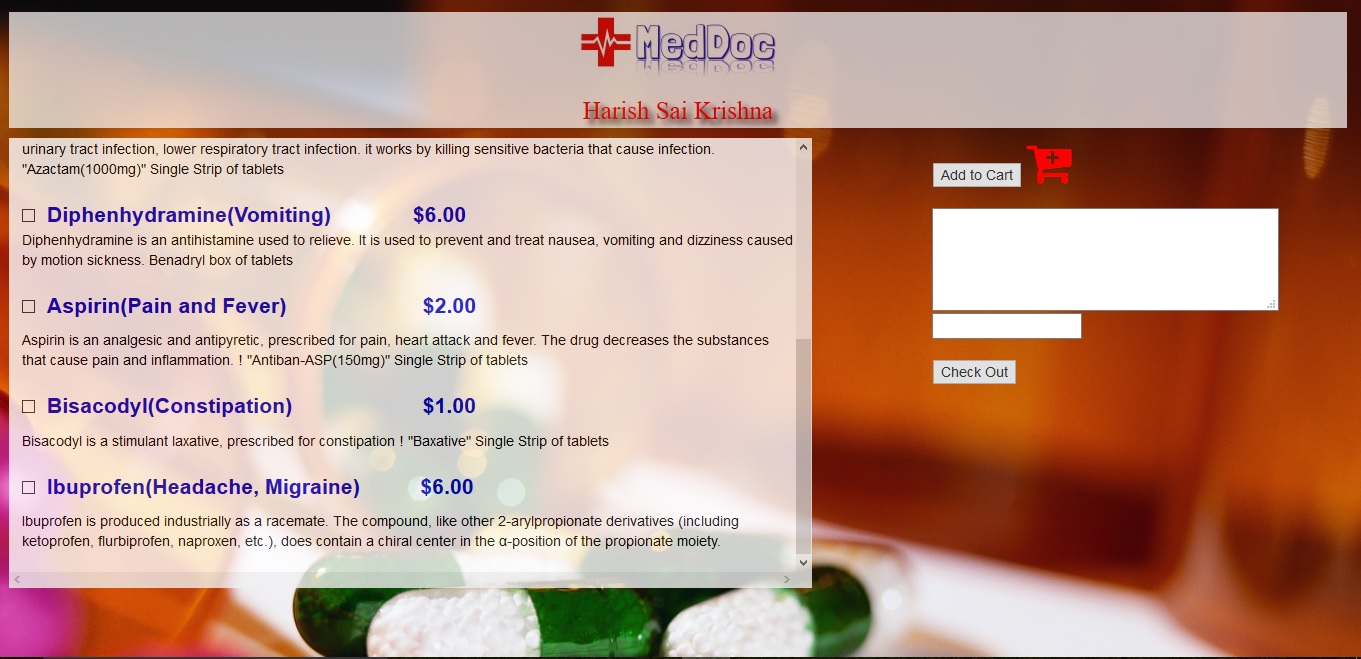 MedDoc
Harish Sai Krishna
urinary tract infection, lower respiratory tract infection. it works by killing sensitive bacteria that cause infection.
"Azactam(1000mg)" Single Strip of tablets
Diphenhydramine(Vomiting) $6.00
Diphenhydramine is an antihistamine used to relieve. It is used to prevent and treat nausea, vomiting and dizziness caused
by motion sickness. Benadryl box of tablets
Aspirin(Pain and Fever) $2.00
Aspirin is an analgesic and antipyretic, prescribed for pain, heart attack and fever. The drug decreases the substances
that cause pain and inflammation. ! "Antiban-ASP(150mg)" Single Strip of tablets
Bisacodyl(Constipation) $1.00
Bisacodyl is a stimulant laxative, prescribed for constipation ! "Baxative" Single Strip of tablets
Ibuprofen(Headache, Migraine) $6.00
Ibuprofen is produced industrially as a racemate. The compound, like other 2-arylpropionate derivatives (including
ketoprofen, flurbiprofen, naproxen, etc.), does contain a chiral center in the α-position of the propionate moiety.
Add to Cart
Check Out